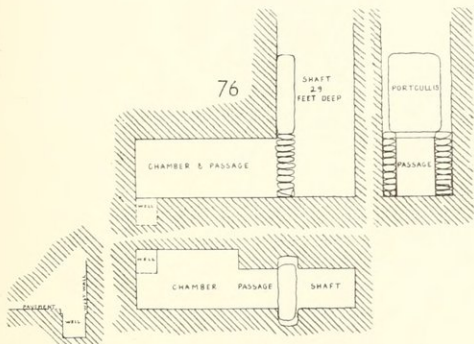 76
SHAFT
29
FEET DEEP
PORTCULLIS
CHAMBER & PASSAGE
PASSAGE
WELL
WELL
CHAMBER PASSAGE SHAFT
PAVEMENT
WELL